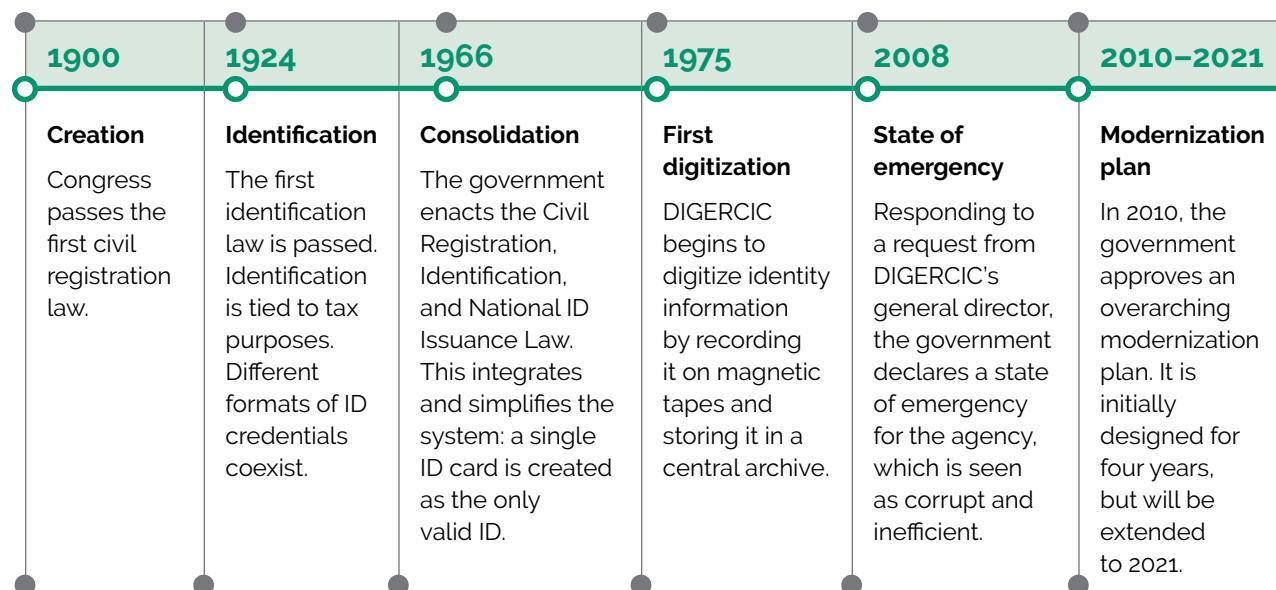 1900
Creation
Congress
passes the
first civil
registration
law.
1924
Identification
The first
identification
law is passed.
Identification
is tied to tax
purposes.
Different
formats of ID
credentials
coexist.
1966
Consolidation
The government
enacts the Civil
Registration,
Identification,
and National ID
Issuance Law.
This integrates
and simplifies the
system: a single
ID card is created
as the only
valid ID.
1975
First
digitization
DIGERCIC
begins to
digitize identity
information
by recording
it on magnetic
tapes and
storing it in a
central archive.
2008
State of
emergency
Responding to
a request from
DIGERCIC’s
general director,
the government
declares a state
of emergency
for the agency,
which is seen
as corrupt and
inefficient.
2010–2021
Modernization
plan
In 2010, the
government
approves an
overarching
modernization
plan. It is
initially
designed for
four years,
but will be
extended
to 2021.